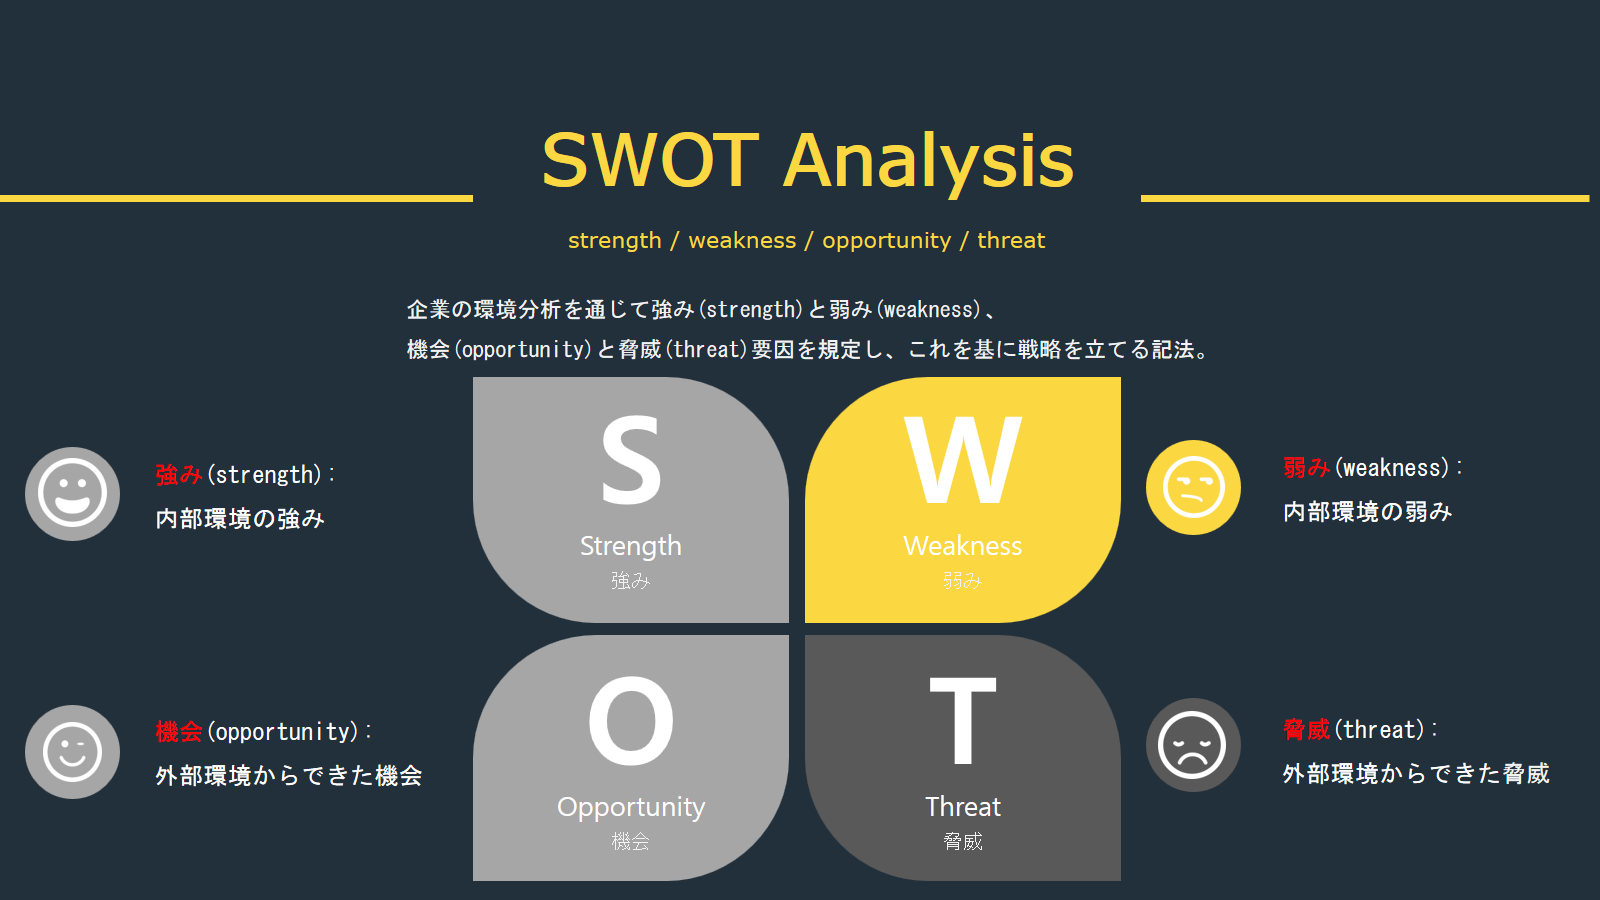 SWOT Analysis
strength / weakness / opportunity / threat
企業の環境分析を通じて強み(strength)と弱み(weakness)、
機会(opportunity)と脅威(threat)要因を規定し、これを基に戦略を立てる記法。
強み(strength):
内部環境の強み
S
Strength
強み
W
Weakness
弱み
弱み(weakness):
内部環境の弱み
機会(opportunity):
外部環境からできた機会
O
Opportunity
機会
T
Threat
脅威
脅威(threat):
外部環境からできた脅威